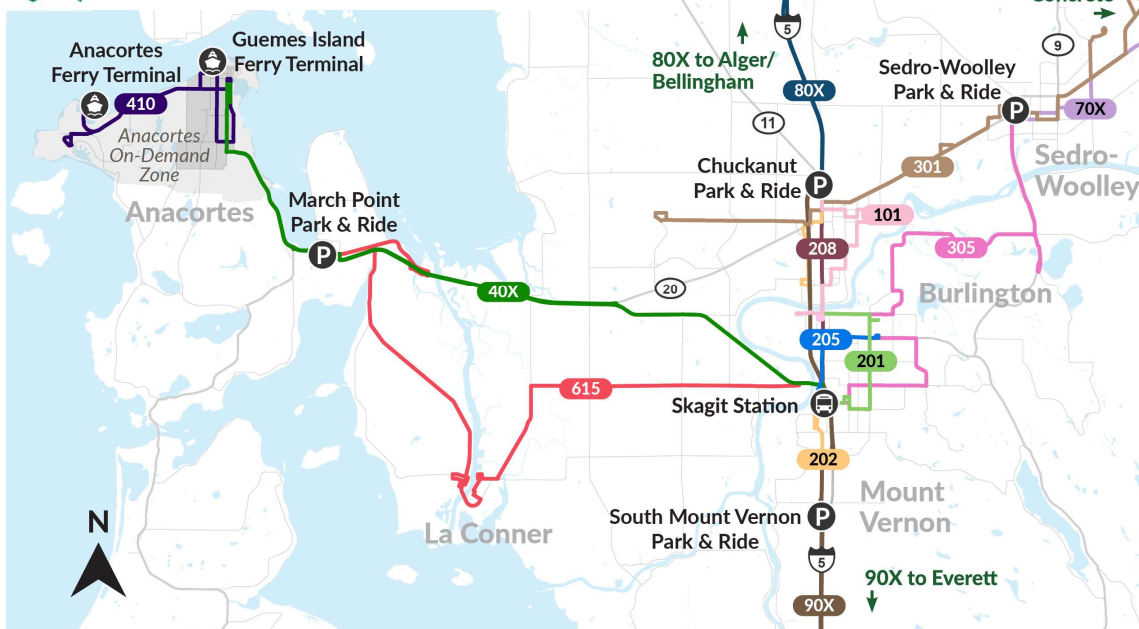 Concrete
Anacortes
Ferry Terminal
Guemes Island
Ferry Terminal
410
Anacortes
On-Demand
Zone
Anacortes
March Point
Park & Ride
P
40X
20
615
La Conner
N
5
80X to Alger/
Bellingham
80X
11
Chuckanut
Park & Ride
P
9
Sedro-Woolley
Park & Ride
P
70X
301
Sedro-
Woolley
101
208
305
Burlington
205
201
Skagit Station
202
Mount
Vernon
South Mount Vernon
Park & Ride
P
5
90X to Everett
90X